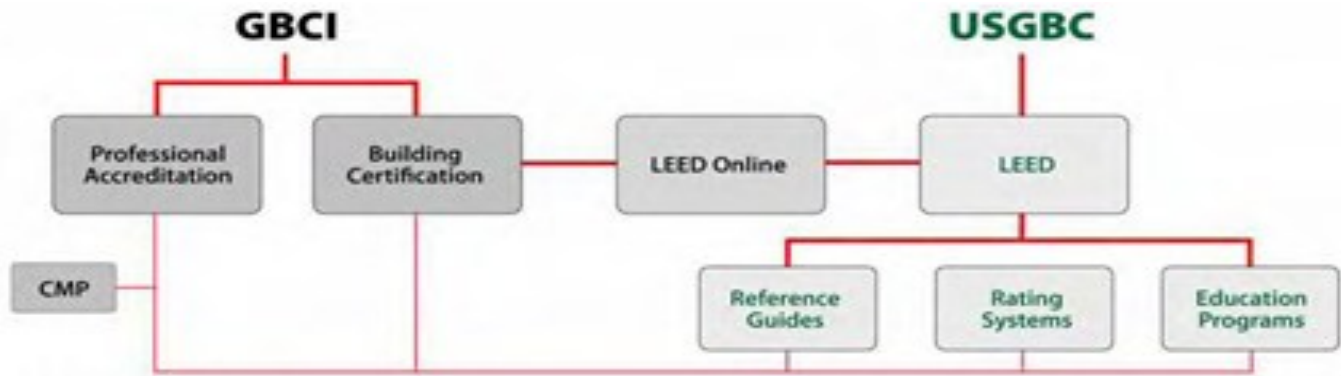 GBCI
USGBC
Professional
Accreditation
Building
Certification
LEED Online
LEED
CMP
Reference
Guides
Rating
Systems
Education
Programs